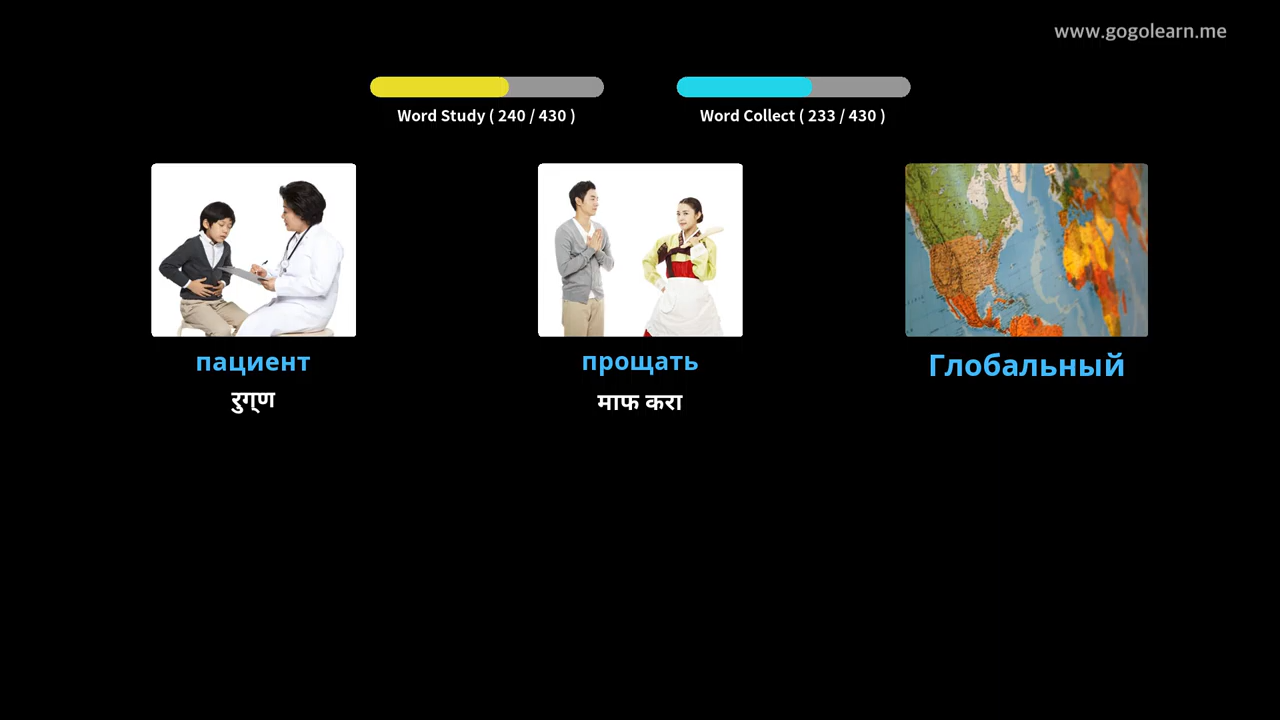 www.gogolearn.me
Word Study ( 240 / 430 )
Word Collect ( 233 / 430 )
пациент
रुग्ण
прощать
माफ करा
Глобальный